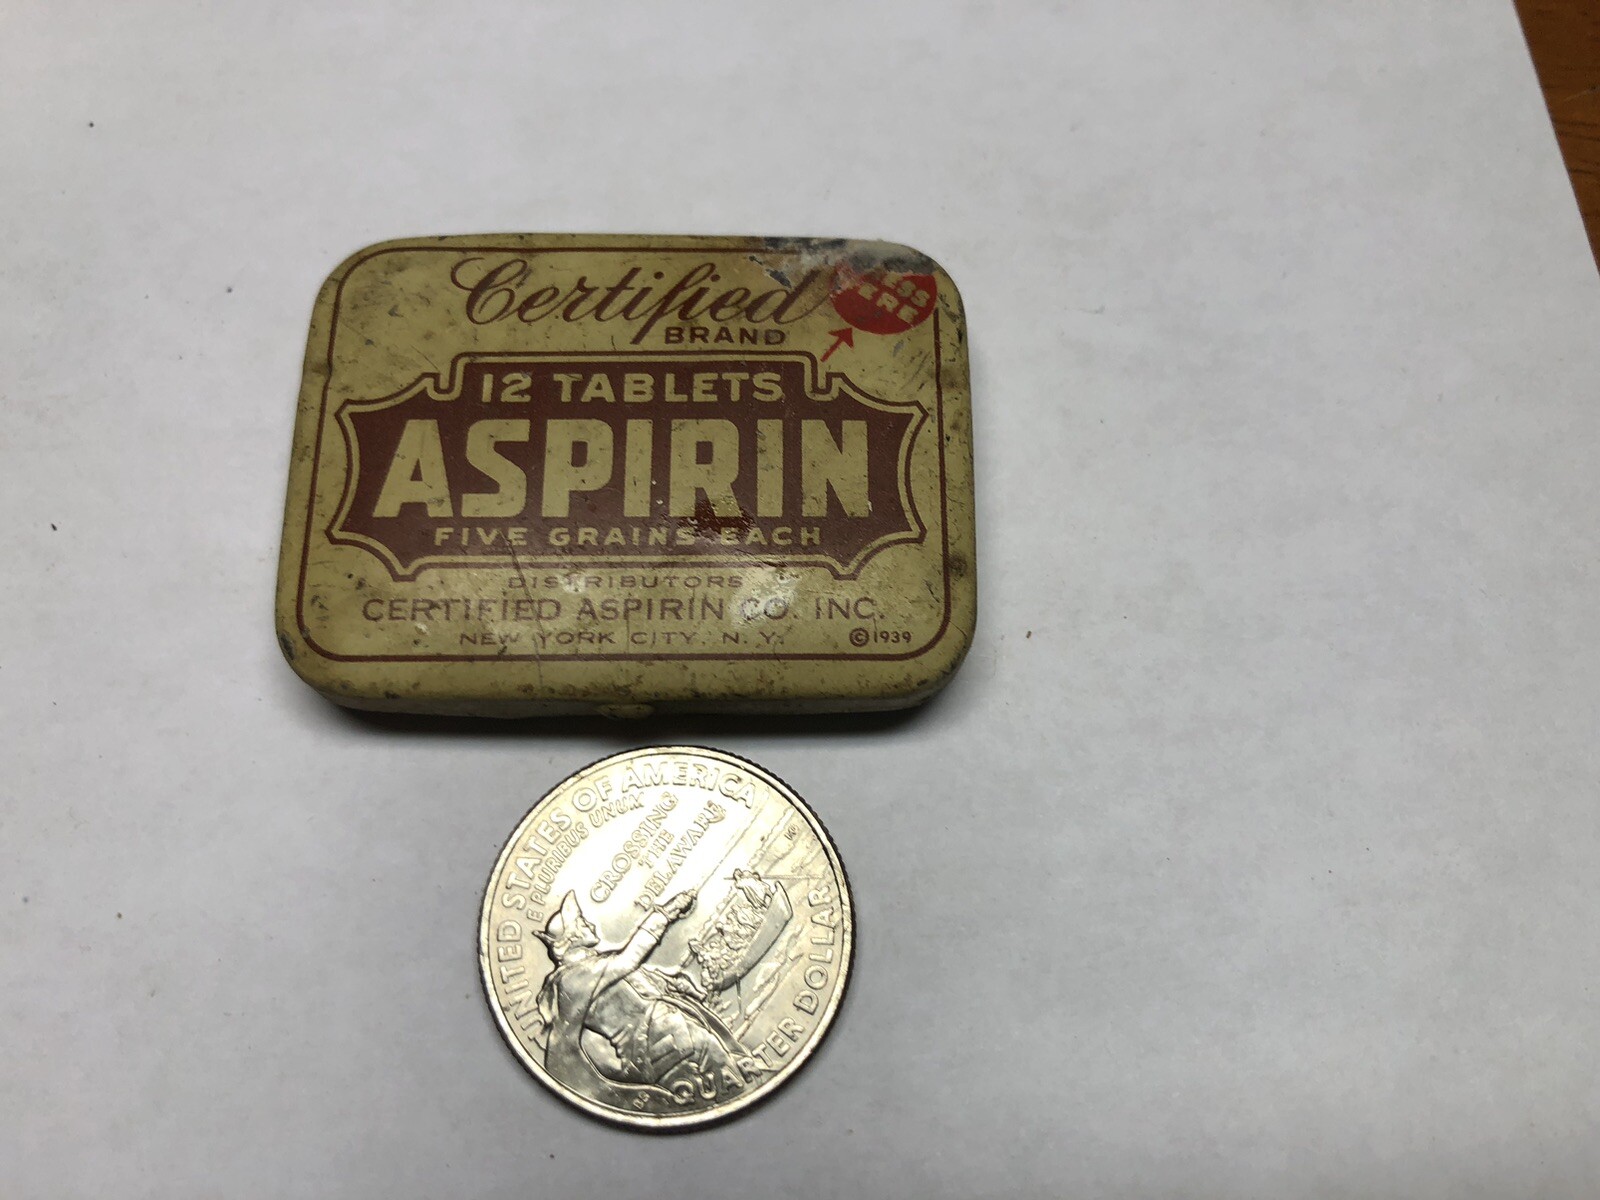 Certified
BRAND
12 TABLETS
ASPIRIN
FIVE GRAINS EACH
DISTRIBUTORS
CERTIFIED ASPIRIN CO. INC.
NEW YORK CITY, N. Y.
© 1939
UNITED STATES OF AMERICA
E PLURIBUS UNUM
CROSSING
THE
DELAWARE
QUARTER DOLLAR